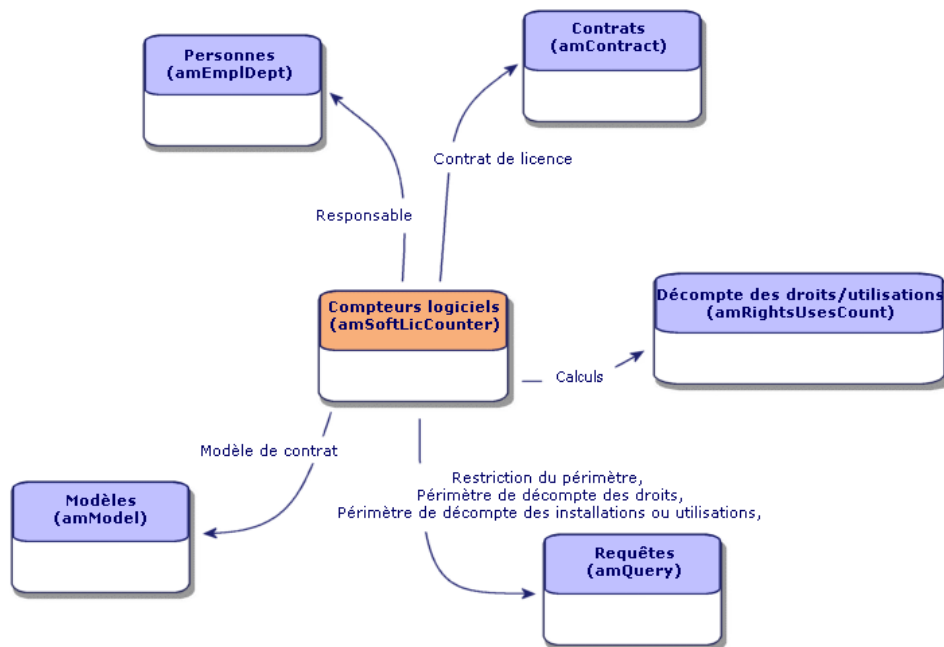 Contrats
(amContract)
Personnes
(amEmplDept)
Contrat de licence
Responsable
Compteurs logiciels
(amSoftLicCounter)
Décompte des droits/utilisations
(amRightsUsesCount)
Calculs
Modèle de contrat
Restriction du périmètre,
Périmètre de décompte des droits,
Périmètre de décompte des installations ou utilisations,
Modèles
(amModel)
Requêtes
(amQuery)